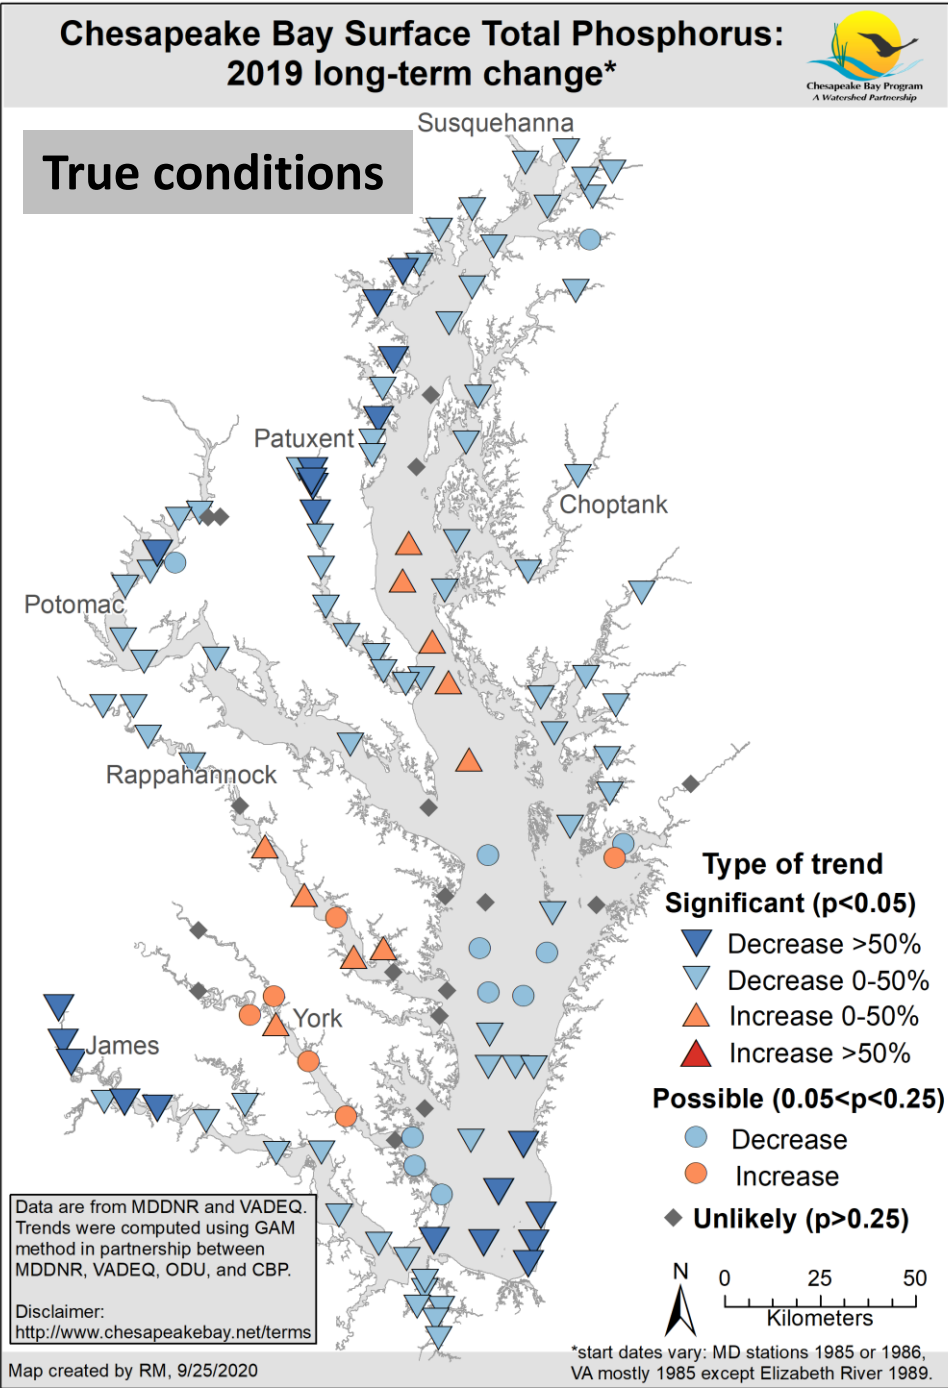 Chesapeake Bay Surface Total Phosphorus:
2019 long-term change*
Chesapeake Bay Program
A Watershed Partnership
True conditions
Susquehanna
Patuxent
Choptank
Potomac
Rappahannock
York
James
Type of trend
Significant (p<0.05)
Decrease >50%
Decrease 0-50%
Increase 0-50%
Increase >50%
Possible (0.05<p<0.25)
Decrease
Increase
Unlikely (p>0.25)
N
0 25 50
Kilometers
Data are from MDDNR and VADEQ.
Trends were computed using GAM
method in partnership between
MDDNR, VADEQ, ODU, and CBP.
Disclaimer:
http://www.chesapeakebay.net/terms
Map created by RM, 9/25/2020
*start dates vary: MD stations 1985 or 1986,
VA mostly 1985 except Elizabeth River 1989.